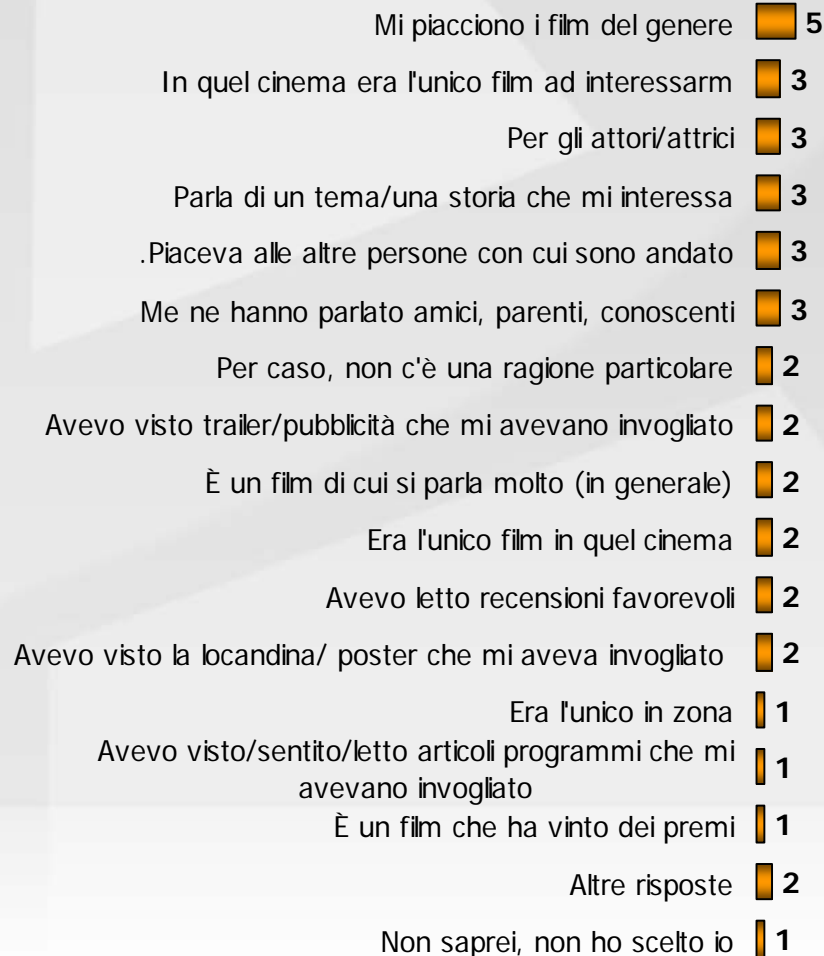 Mi piacciono i film del genere 5
In quel cinema era l'unico film ad interessarm 3
Per gli attori/attrici 3
Parla di un tema/una storia che mi interessa 3
.Piaceva alle altre persone con cui sono andato 3
Me ne hanno parlato amici, parenti, conoscenti 3
Per caso, non c'è una ragione particolare 2
Avevo visto trailer/pubblicità che mi avevano invogliato 2
È un film di cui si parla molto (in generale) 2
Era l'unico film in quel cinema 2
Avevo letto recensioni favorevoli 2
Avevo visto la locandina/ poster che mi aveva invogliato 2
Era l'unico in zona 1
Avevo visto/sentito/letto articoli programmi che mi
avevano invogliato 1
È un film che ha vinto dei premi 1
Altre risposte 2
Non saprei, non ho scelto io 1